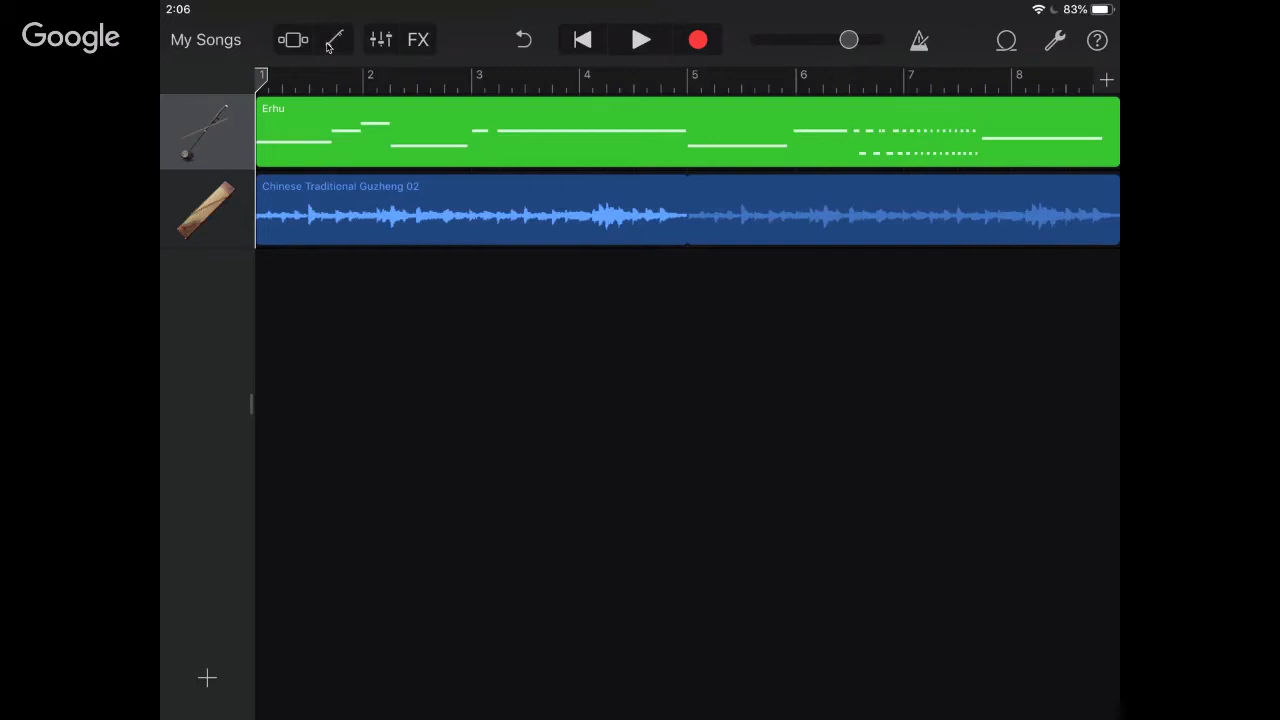 Google
2:06
83%
My Songs
FX
1 2 3 4 5 6 7 8
Erhu
Chinese Traditional Guzheng 02